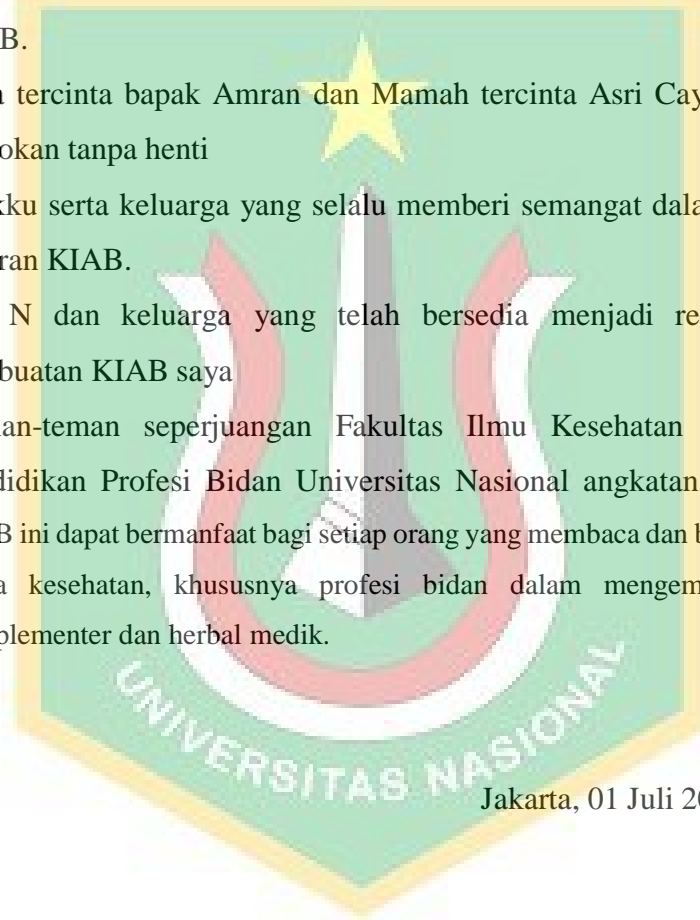 B.
a tercinta bapak Amran dan Mamah tercinta Asri Cay
okan tanpa henti
kku serta keluarga yang selalu memberi semangat dala
ran KIAB.
N dan keluarga yang telah bersedia menjadi re
buatan KIAB saya
an-teman seperjuangan Fakultas Ilmu Kesehatan
didikan Profesi Bidan Universitas Nasional angkatan
B ini dapat bermanfaat bagi setiap orang yang membaca dan b
a kesehatan, khususnya profesi bidan dalam mengem
plementer dan herbal medik.
UNIVERSITAS NASIONAL
Jakarta, 01 Juli 20